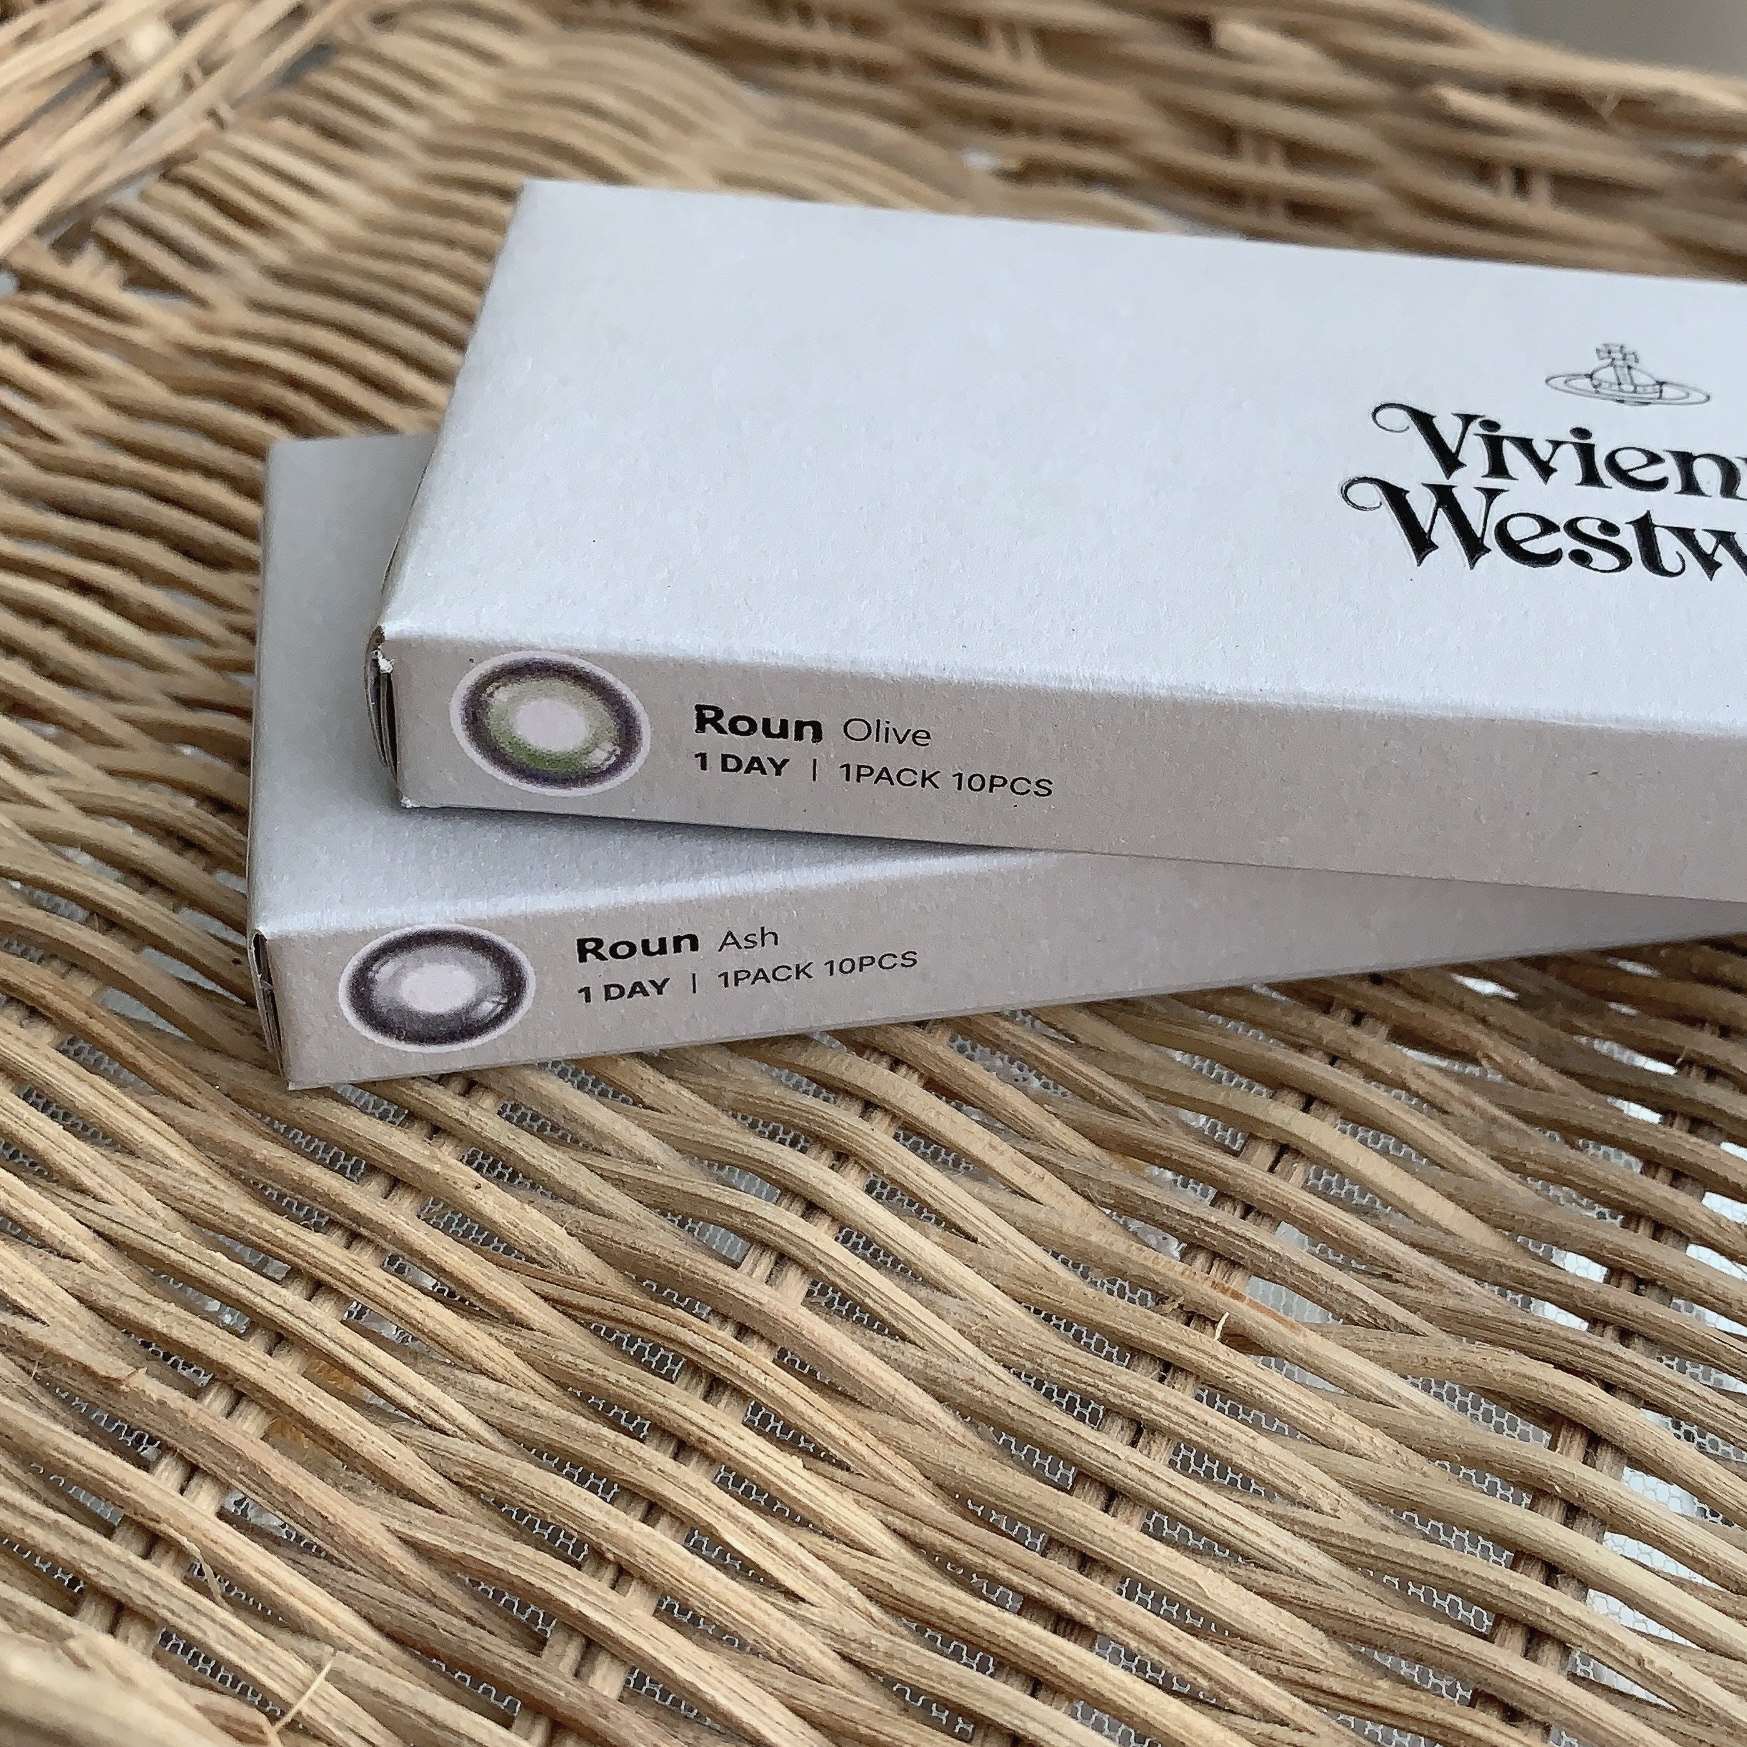 Vivien
Westw
Roun Olive
1 DAY | 1PACK 10PCS
Roun Ash
1 DAY | 1PACK 10PCS